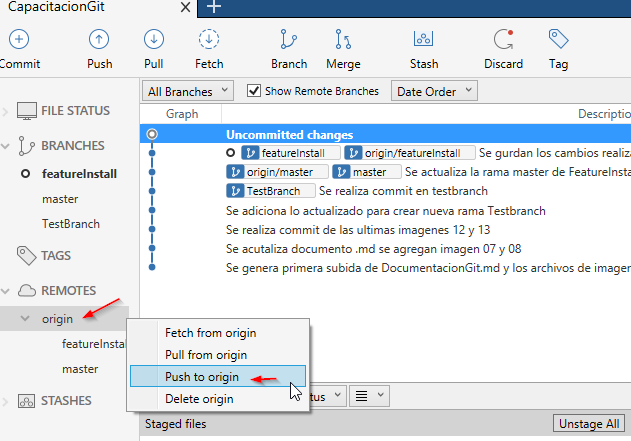 CapacitacionGit
Commit
Push
Pull
Fetch
Branch
Merge
Stash
Discard
Tag
FILE STATUS
BRANCHES
featureInstall
master
TestBranch
TAGS
REMOTES
origin
featureInstal
master
STASHES
All Branches
Show Remote Branches
Date Order
Graph
Descriptio
Uncommitted changes
featureInstall origin/featureInstall Se gurdan los cambios realiza
origin/master master Se actualiza la rama master de FeatureInsta
TestBranch Se realiza commit en testbranch
Se adiciona lo actualizado para crear nueva rama Testbranch
Se realiza commit de las ultimas imagenes 12 y 13
Se acutaliza documento .md se agregan imagen 07 y 08
Se genera primera subida de DocumentacionGit.md y los archivos de imagen
Fetch from origin
Pull from origin
Push to origin
Delete origin
tus
Staged files
Unstage All